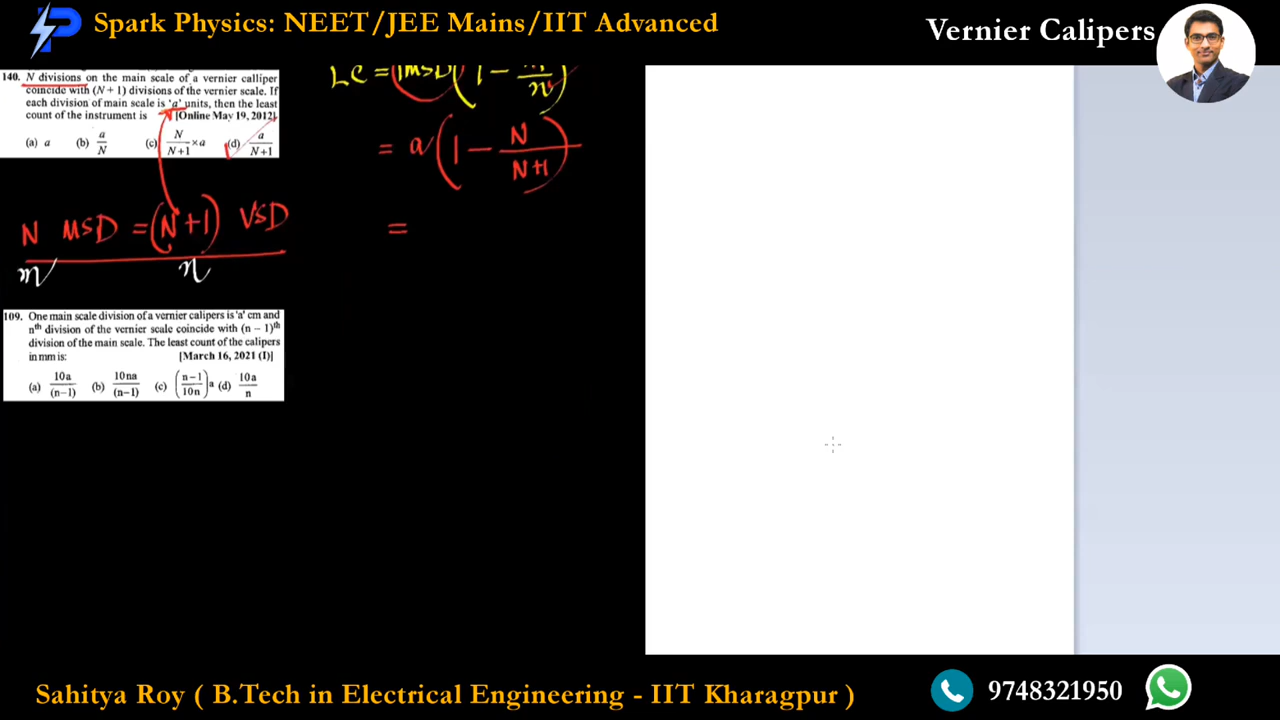 Spark Physics: NEET/JEE Mains/IIT Advanced
Vernier Calipers
140. N divisions on the main scale of a vernier calliper
coincide with (N + 1) divisions of the vernier scale. If
each division of main scale is 'a' units, then the least
count of the instrument is [Online May 19, 2012]
(a) a (b) a/N (c) N/N+1 × a (d) a/N+1
LC = 1MSD(1 − m/n)
= a(1 − N/N+1)
N MSD = (N+1) VSD
m n
=
109. One main scale division of a vernier calipers is 'a' cm and
nth division of the vernier scale coincide with (n − 1)th
division of the main scale. The least count of the calipers
in mm is: [March 16, 2021 (I)]
(a) 10a/(n−1) (b) 10na/(n−1) (c) (n−1/10n)a (d) 10a/n
Sahitya Roy ( B.Tech in Electrical Engineering - IIT Kharagpur )
9748321950